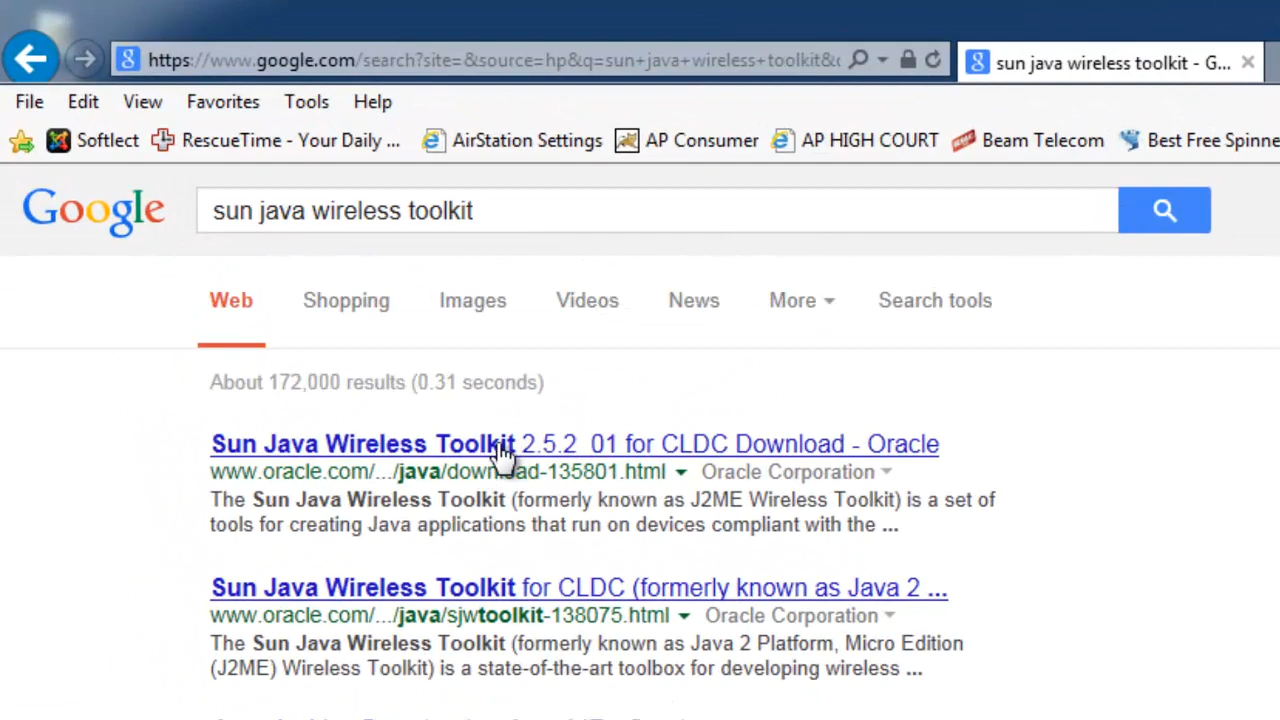 https://www.google.com/search?site=&source=hp&q=sun+java+wireless+toolkit&
sun java wireless toolkit - G...
File Edit View Favorites Tools Help
Softlect RescueTime - Your Daily ... AirStation Settings AP Consumer AP HIGH COURT Beam Telecom Best Free Spinne
Google sun java wireless toolkit
Web Shopping Images Videos News More Search tools
About 172,000 results (0.31 seconds)
Sun Java Wireless Toolkit 2.5.2_01 for CLDC Download - Oracle
www.oracle.com/.../java/download-135801.html Oracle Corporation
The Sun Java Wireless Toolkit (formerly known as J2ME Wireless Toolkit) is a set of
tools for creating Java applications that run on devices compliant with the ...
Sun Java Wireless Toolkit for CLDC (formerly known as Java 2 ...
www.oracle.com/.../java/sjwtoolkit-138075.html Oracle Corporation
The Sun Java Wireless Toolkit (formerly known as Java 2 Platform, Micro Edition
(J2ME) Wireless Toolkit) is a state-of-the-art toolbox for developing wireless ...